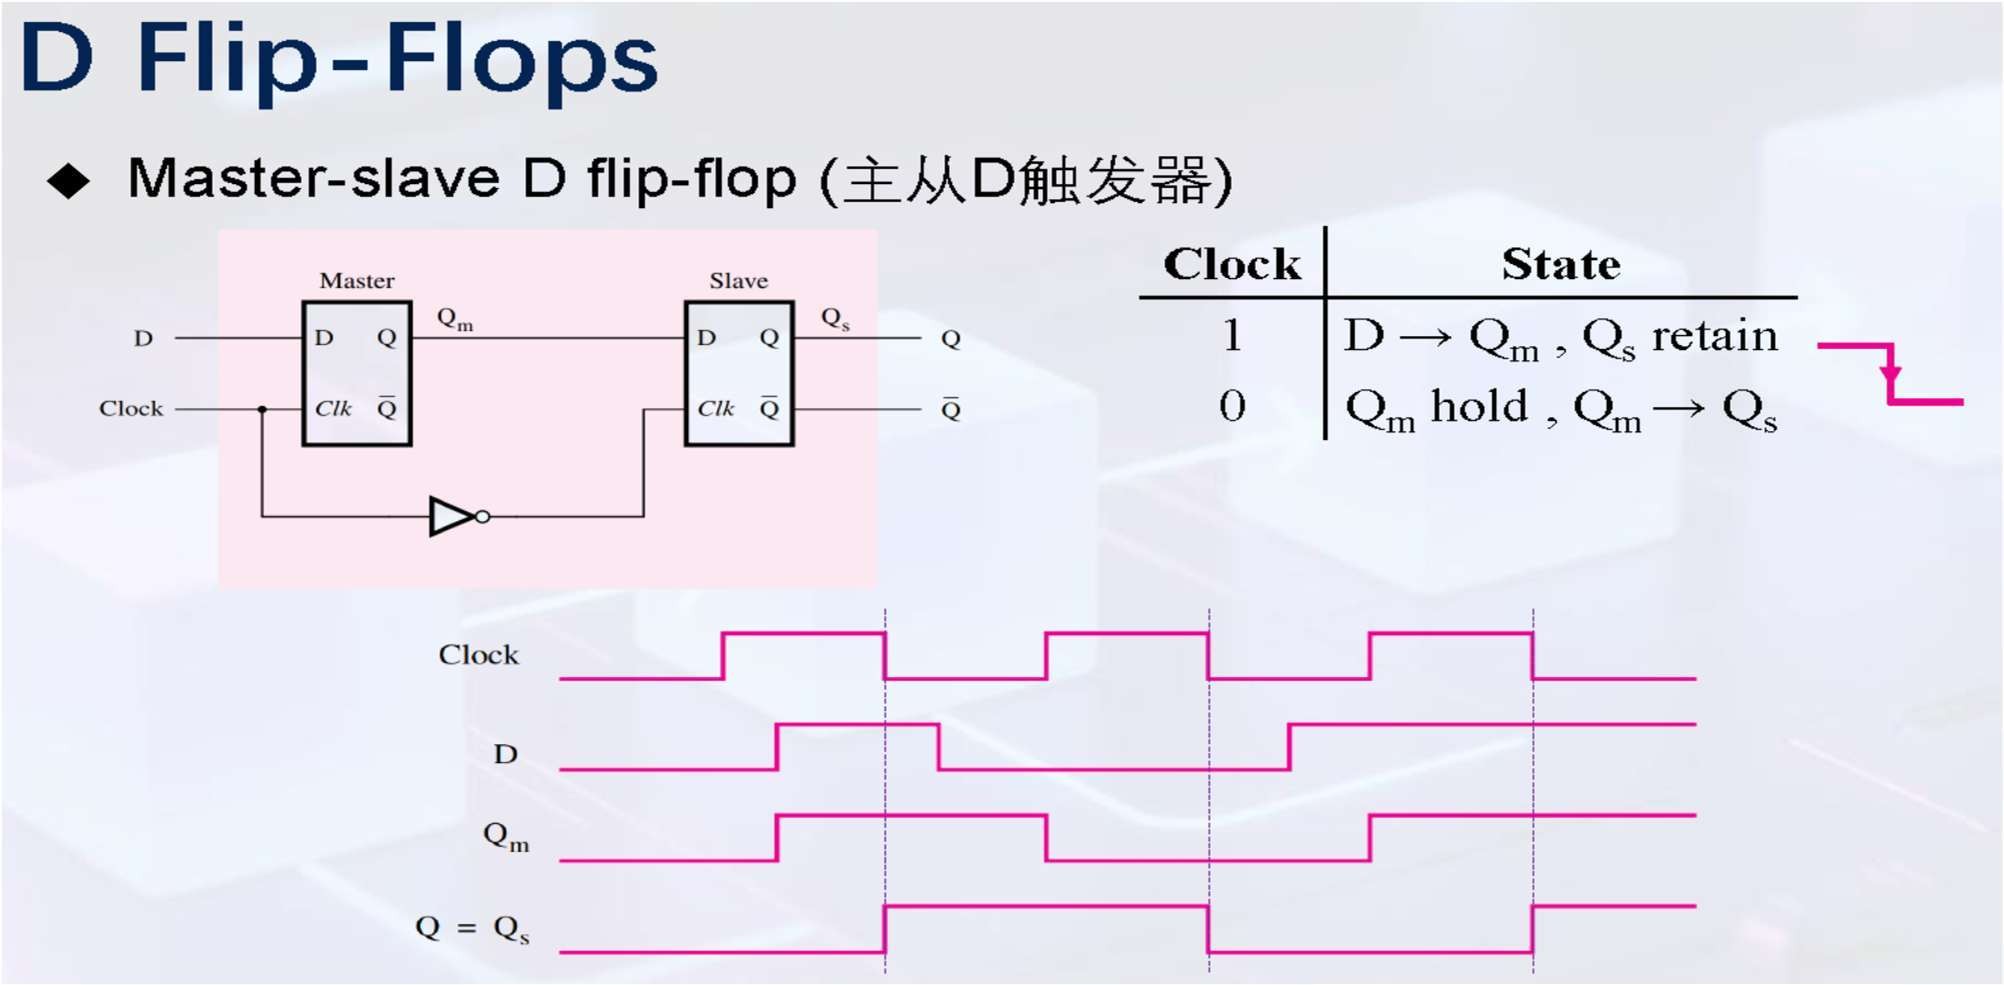 D Flip-Flops
◆ Master-slave D flip-flop (主从D触发器)
Master Slave
D D Q Qm D Q Qs Q
Clock Clk Q̅ Clk Q̅ Q̅
Clock State
1 D → Qm , Qs retain
0 Qm hold , Qm → Qs
Clock
D
Qm
Q = Qs